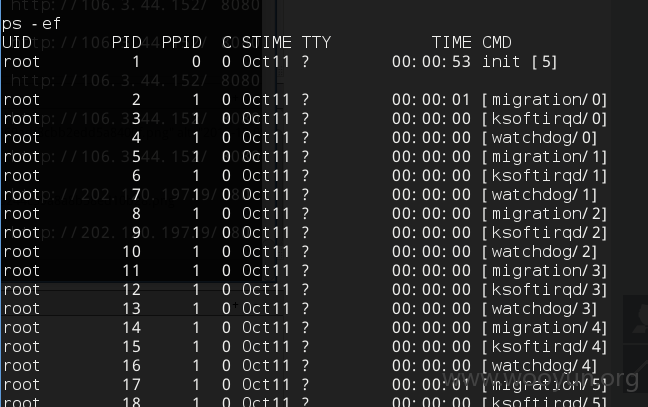 ps -ef
UID PID PPID C STIME TTY TIME CMD
root 1 0 0 Oct11 ? 00:00:53 init [5]
root 2 1 0 Oct11 ? 00:00:01 [migration/0]
root 3 1 0 Oct11 ? 00:00:00 [ksoftirqd/0]
root 4 1 0 Oct11 ? 00:00:00 [watchdog/0]
root 5 1 0 Oct11 ? 00:00:00 [migration/1]
root 6 1 0 Oct11 ? 00:00:00 [ksoftirqd/1]
root 7 1 0 Oct11 ? 00:00:00 [watchdog/1]
root 8 1 0 Oct11 ? 00:00:00 [migration/2]
root 9 1 0 Oct11 ? 00:00:00 [ksoftirqd/2]
root 10 1 0 Oct11 ? 00:00:00 [watchdog/2]
root 11 1 0 Oct11 ? 00:00:00 [migration/3]
root 12 1 0 Oct11 ? 00:00:00 [ksoftirqd/3]
root 13 1 0 Oct11 ? 00:00:00 [watchdog/3]
root 14 1 0 Oct11 ? 00:00:00 [migration/4]
root 15 1 0 Oct11 ? 00:00:00 [ksoftirqd/4]
root 16 1 0 Oct11 ? 00:00:00 [watchdog/4]
root 17 1 0 Oct11 ? 00:00:01 [migration/5]
root 18 1 0 Oct11 ? 00:00:00 [ksoftirqd/5]
www.wooyun.org